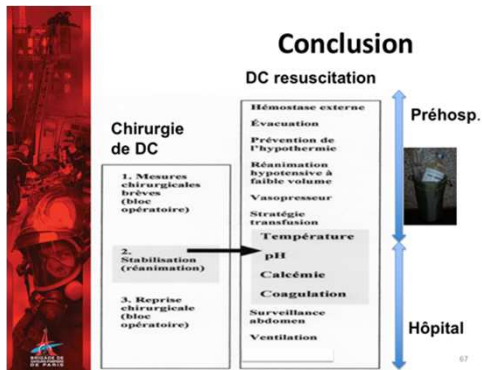 Conclusion
DC resuscitation
Chirurgie
de DC
1. Mesures
chirurgicales
brèves
(bloc
opératoire)
2.
Stabilisation
(réanimation)
3. Reprise
chirurgicale
(bloc
opératoire)
Hémostase externe
Évacuation
Prévention de
l'hypothermie
Réanimation
hypotensive à
faible volume
Vasopresseur
Stratégie
transfusion
Température
pH
Calcémie
Coagulation
Surveillance
abdomen
Ventilation
Préhosp.
Hôpital
BRIGADE DE
SAPEURS-POMPIERS
DE PARIS
67